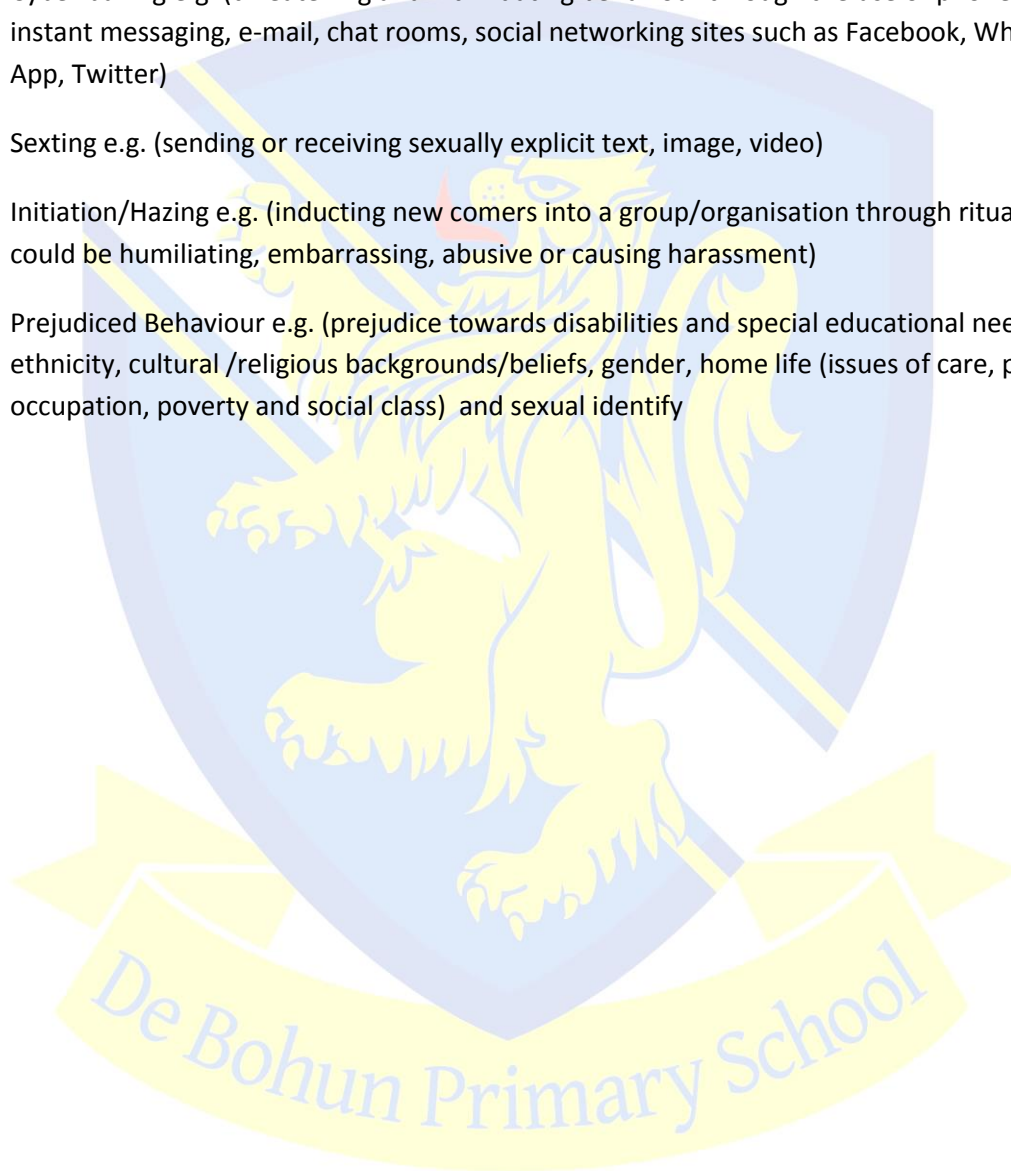 instant messaging, e-mail, chat rooms, social networking sites such as Facebook, Wh
App, Twitter)
Sexting e.g. (sending or receiving sexually explicit text, image, video)
Initiation/Hazing e.g. (inducting new comers into a group/organisation through ritua
could be humiliating, embarrassing, abusive or causing harassment)
Prejudiced Behaviour e.g. (prejudice towards disabilities and special educational nee
ethnicity, cultural /religious backgrounds/beliefs, gender, home life (issues of care, p
occupation, poverty and social class)  and sexual identify
De Bohun Primary School